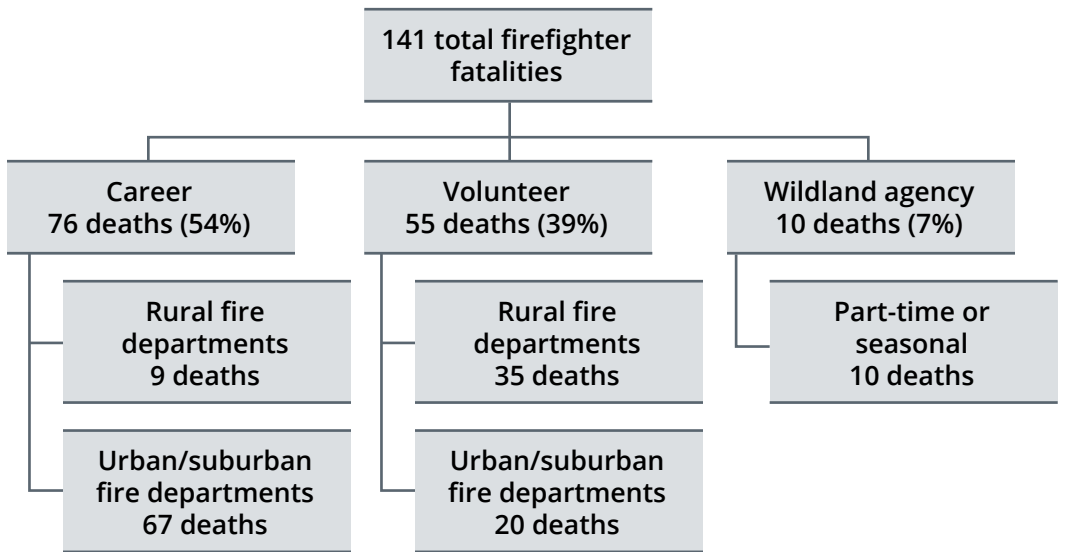 141 total firefighter
fatalities
Career
76 deaths (54%)
Volunteer
55 deaths (39%)
Wildland agency
10 deaths (7%)
Rural fire
departments
9 deaths
Rural fire
departments
35 deaths
Part-time or
seasonal
10 deaths
Urban/suburban
fire departments
67 deaths
Urban/suburban
fire departments
20 deaths